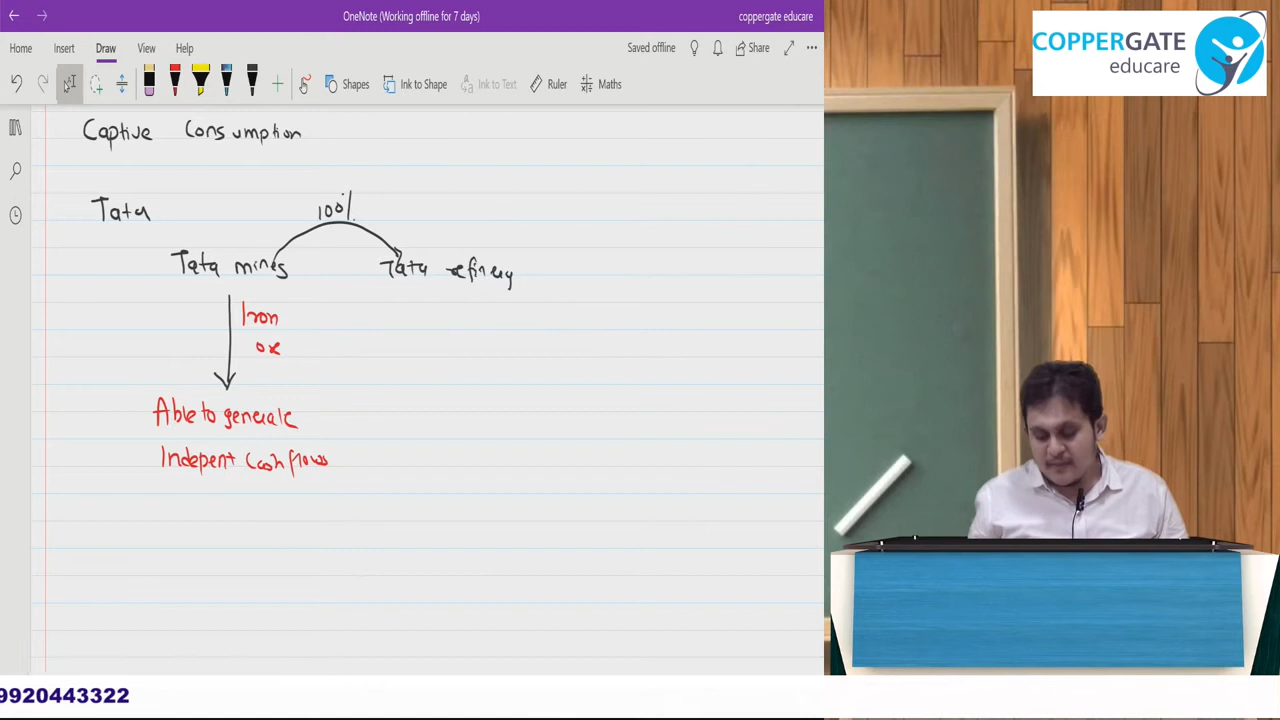 OneNote (Working offline for 7 days)
coppergate educare
Home Insert Draw View Help
Saved offline Share
Shapes Ink to Shape Ink to Text Ruler Maths
COPPERGATE
educare
Captive Consumption
Tata
100%
Tata mines
Tata refinery
Iron
ore
Able to generate
Indepent Cash flows
9920443322